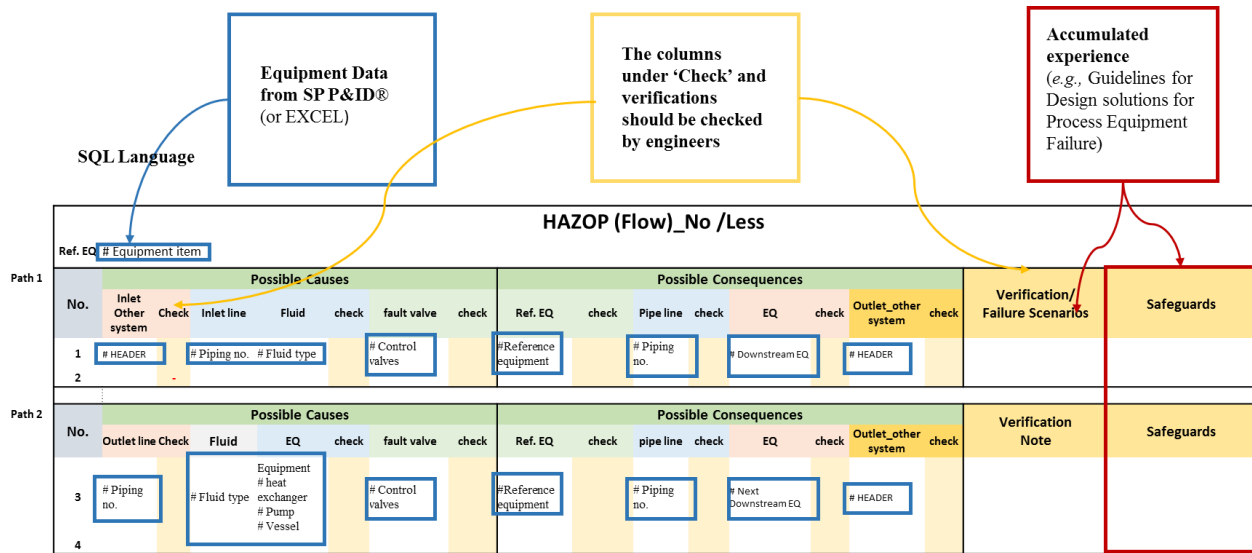 Equipment Data
from SP P&ID®
(or EXCEL)
The columns
under ‘Check’ and
verifications
should be checked
by engineers
Accumulated
experience
(e.g., Guidelines for
Design solutions for
Process Equipment
Failure)
SQL Language
HAZOP (Flow)_No /Less
Ref. EQ # Equipment item
Path 1
No.
Possible Causes
Possible Consequences
Verification/
Failure Scenarios
Safeguards
Inlet
Other
system
Check
Inlet line
Fluid
check
fault valve
check
Ref. EQ
check
Pipe line
check
EQ
check
Outlet_other
system
check
1
# HEADER
# Piping no.
# Fluid type
# Control
valves
#Reference
equipment
# Piping
no.
# Downstream EQ
# HEADER
2
-
Path 2
No.
Possible Causes
Possible Consequences
Verification
Note
Safeguards
Outlet line
Check
Fluid
EQ
check
fault valve
check
Ref. EQ
check
pipe line
check
EQ
check
Outlet_other
system
check
3
# Piping
no.
# Fluid type
Equipment
# heat
exchanger
# Pump
# Vessel
# Control
valves
#Reference
equipment
# Piping
no.
# Next
Downstream EQ
# HEADER
4